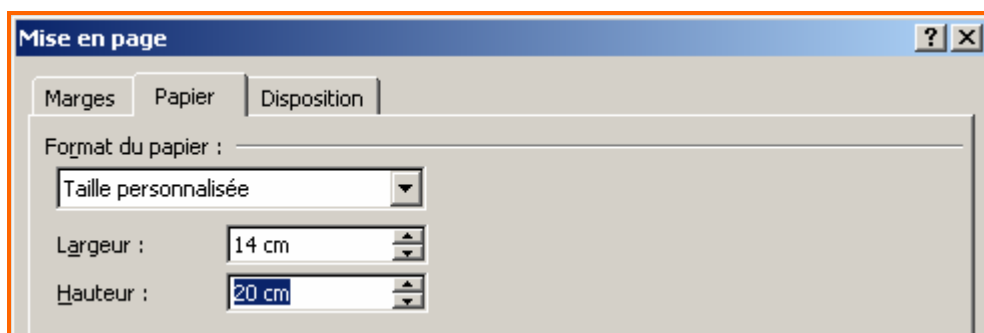 Mise en page
Marges Papier Disposition
Format du papier :
Taille personnalisée
Largeur : 14 cm
Hauteur : 20 cm